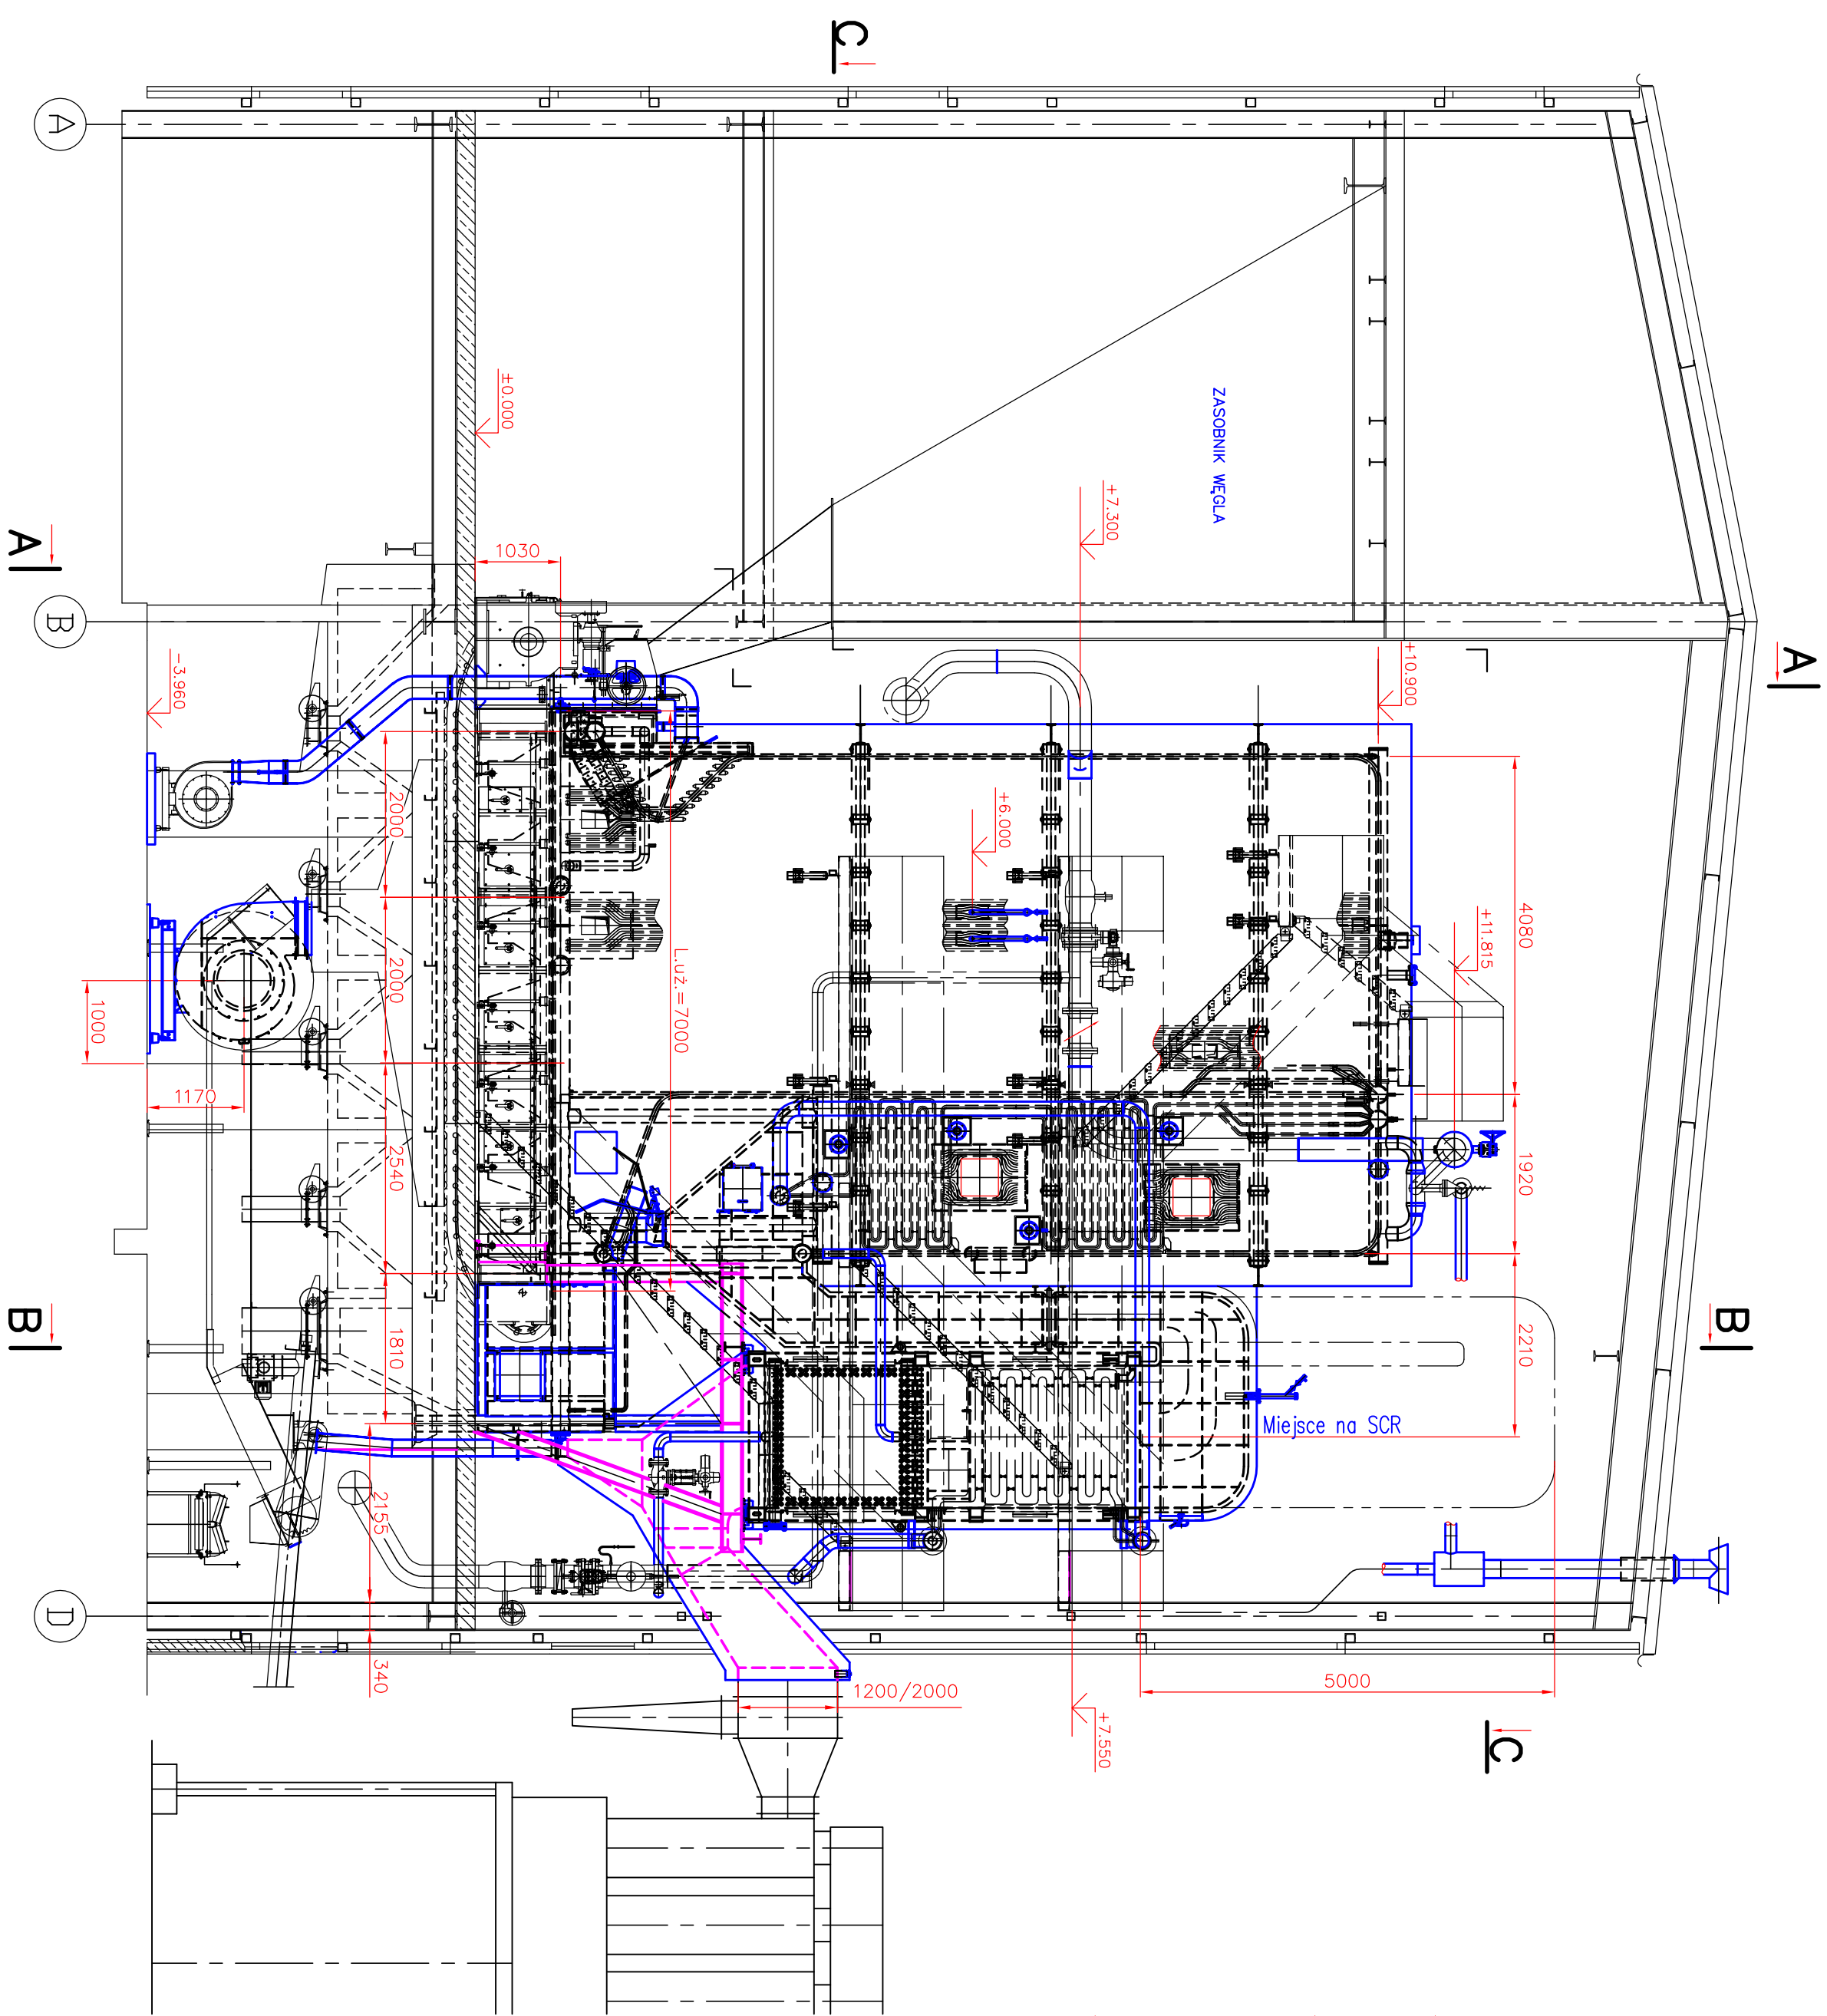 C
C
A
A
B
B
A
B
D
ZASOBNIK WĘGLA
Miejsce na SCR
±0.000
-3.960
+7.300
+10.900
+6.000
+11.815
+7.550
1030
4080
1920
2210
L.uż.=7000
2000
2000
2540
1810
2155
340
1000
1170
1200/2000
5000